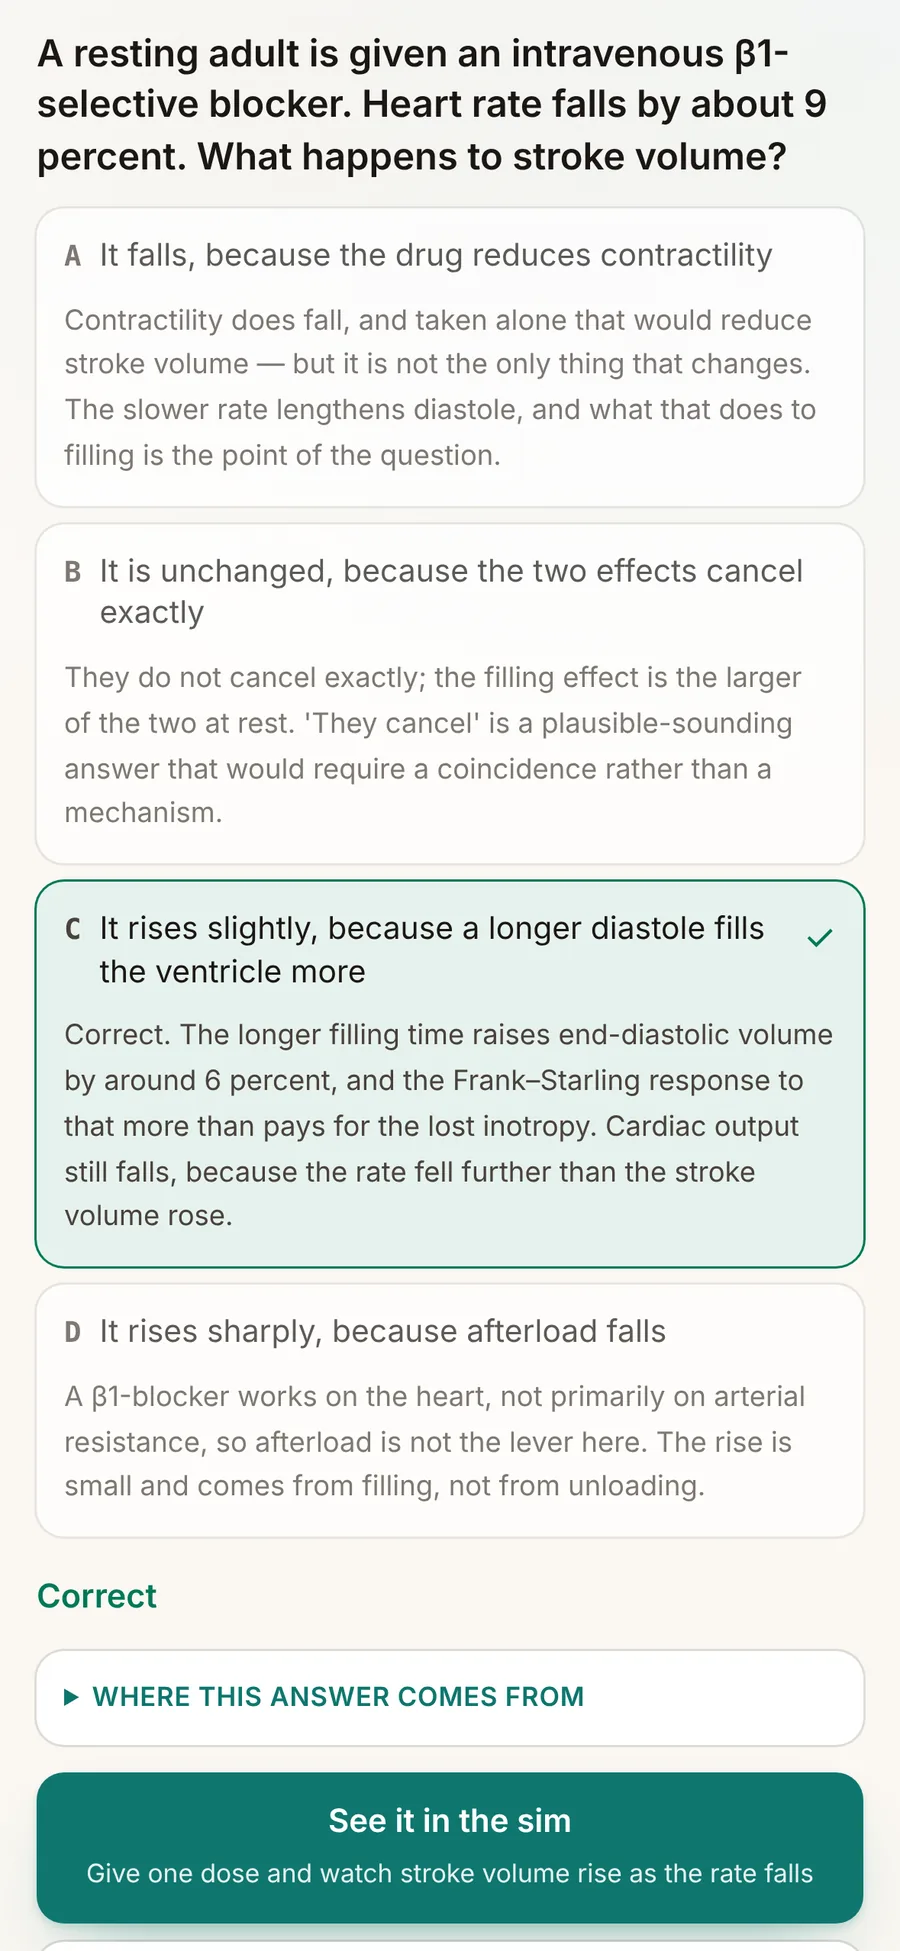 A resting adult is given an intravenous β1-
selective blocker. Heart rate falls by about 9
percent. What happens to stroke volume?
A It falls, because the drug reduces contractility
Contractility does fall, and taken alone that would reduce
stroke volume — but it is not the only thing that changes.
The slower rate lengthens diastole, and what that does to
filling is the point of the question.
B It is unchanged, because the two effects cancel
exactly
They do not cancel exactly; the filling effect is the larger
of the two at rest. 'They cancel' is a plausible-sounding
answer that would require a coincidence rather than a
mechanism.
C It rises slightly, because a longer diastole fills
the ventricle more
Correct. The longer filling time raises end-diastolic volume
by around 6 percent, and the Frank–Starling response to
that more than pays for the lost inotropy. Cardiac output
still falls, because the rate fell further than the stroke
volume rose.
D It rises sharply, because afterload falls
A β1-blocker works on the heart, not primarily on arterial
resistance, so afterload is not the lever here. The rise is
small and comes from filling, not from unloading.
Correct
WHERE THIS ANSWER COMES FROM
See it in the sim
Give one dose and watch stroke volume rise as the rate falls